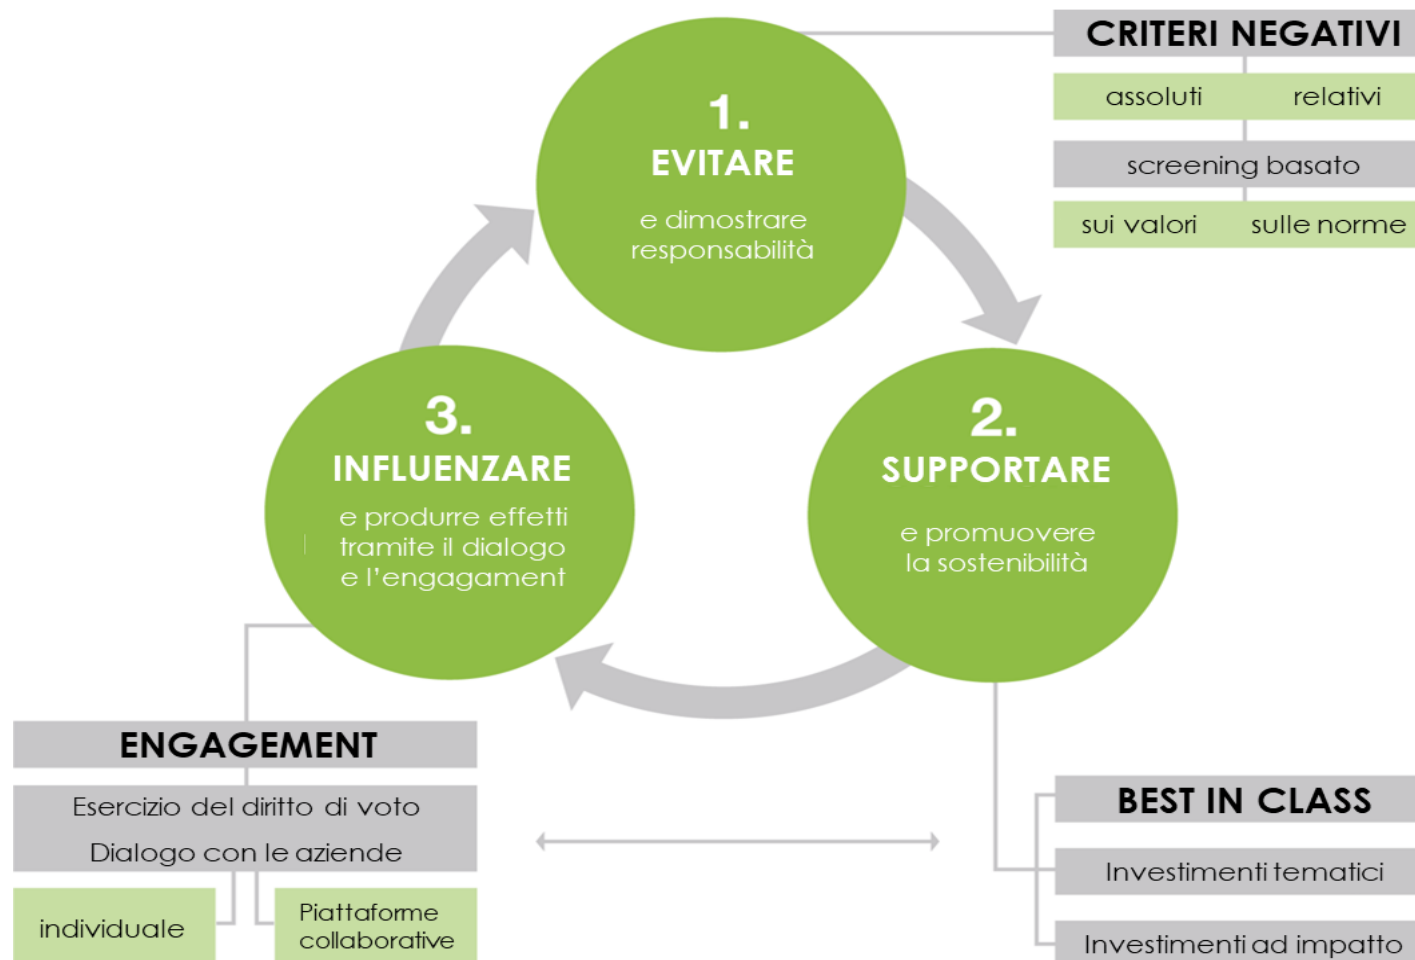 1.
EVITARE
e dimostrare
responsabilità
CRITERI NEGATIVI
assoluti relativi
screening basato
sui valori sulle norme
2.
SUPPORTARE
e promuovere
la sostenibilità
BEST IN CLASS
Investimenti tematici
Investimenti ad impatto
3.
INFLUENZARE
e produrre effetti
tramite il dialogo
e l'engagament
ENGAGEMENT
Esercizio del diritto di voto
Dialogo con le aziende
individuale
Piattaforme
collaborative